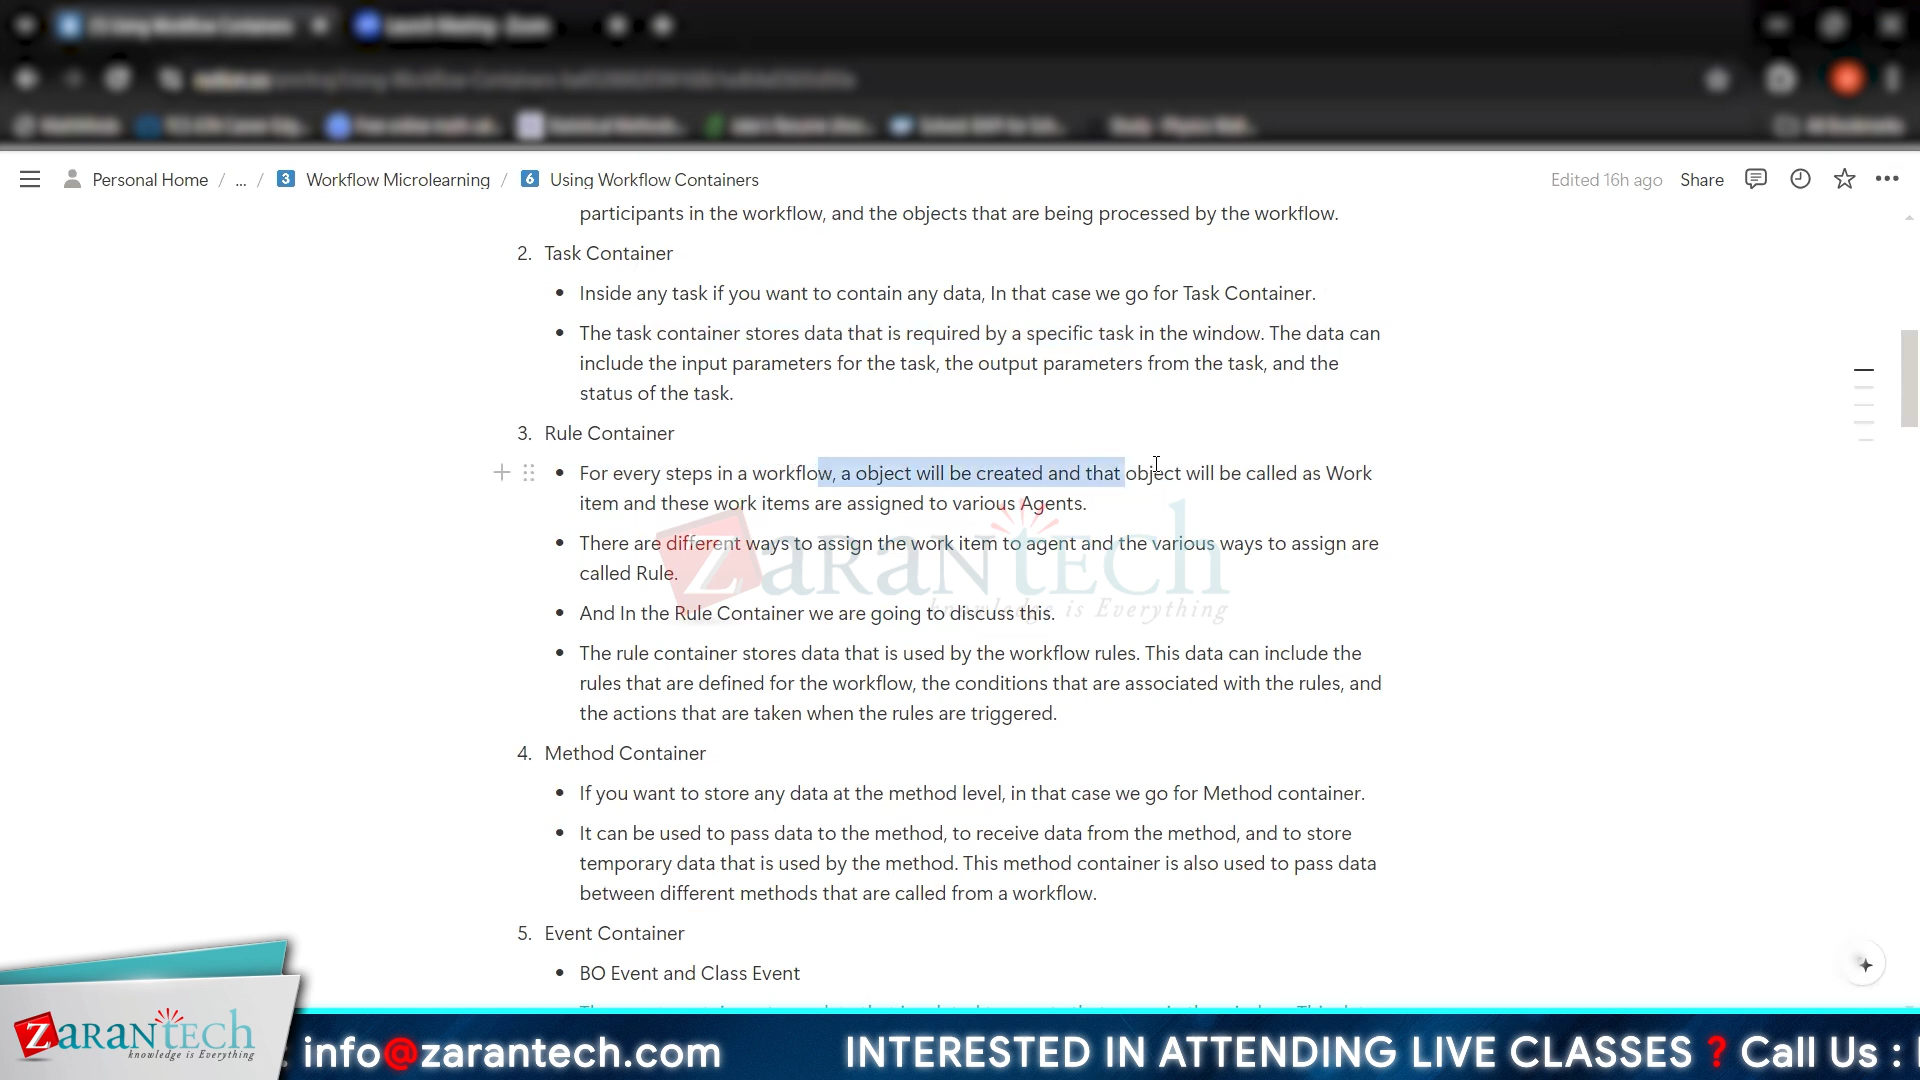 Personal Home / ... / 3 Workflow Microlearning / 6 Using Workflow Containers
Edited 16h ago Share
participants in the workflow, and the objects that are being processed by the workflow.
2. Task Container
• Inside any task if you want to contain any data, In that case we go for Task Container.
• The task container stores data that is required by a specific task in the window. The data can
include the input parameters for the task, the output parameters from the task, and the
status of the task.
3. Rule Container
• For every steps in a workflow, a object will be created and that object will be called as Work
item and these work items are assigned to various Agents.
• There are different ways to assign the work item to agent and the various ways to assign are
called Rule.
• And In the Rule Container we are going to discuss this.
• The rule container stores data that is used by the workflow rules. This data can include the
rules that are defined for the workflow, the conditions that are associated with the rules, and
the actions that are taken when the rules are triggered.
4. Method Container
• If you want to store any data at the method level, in that case we go for Method container.
• It can be used to pass data to the method, to receive data from the method, and to store
temporary data that is used by the method. This method container is also used to pass data
between different methods that are called from a workflow.
5. Event Container
• BO Event and Class Event
ZARANTECH
knowledge is Everything
ZARANTECH
knowledge is Everything
info@zarantech.com INTERESTED IN ATTENDING LIVE CLASSES ? Call Us :